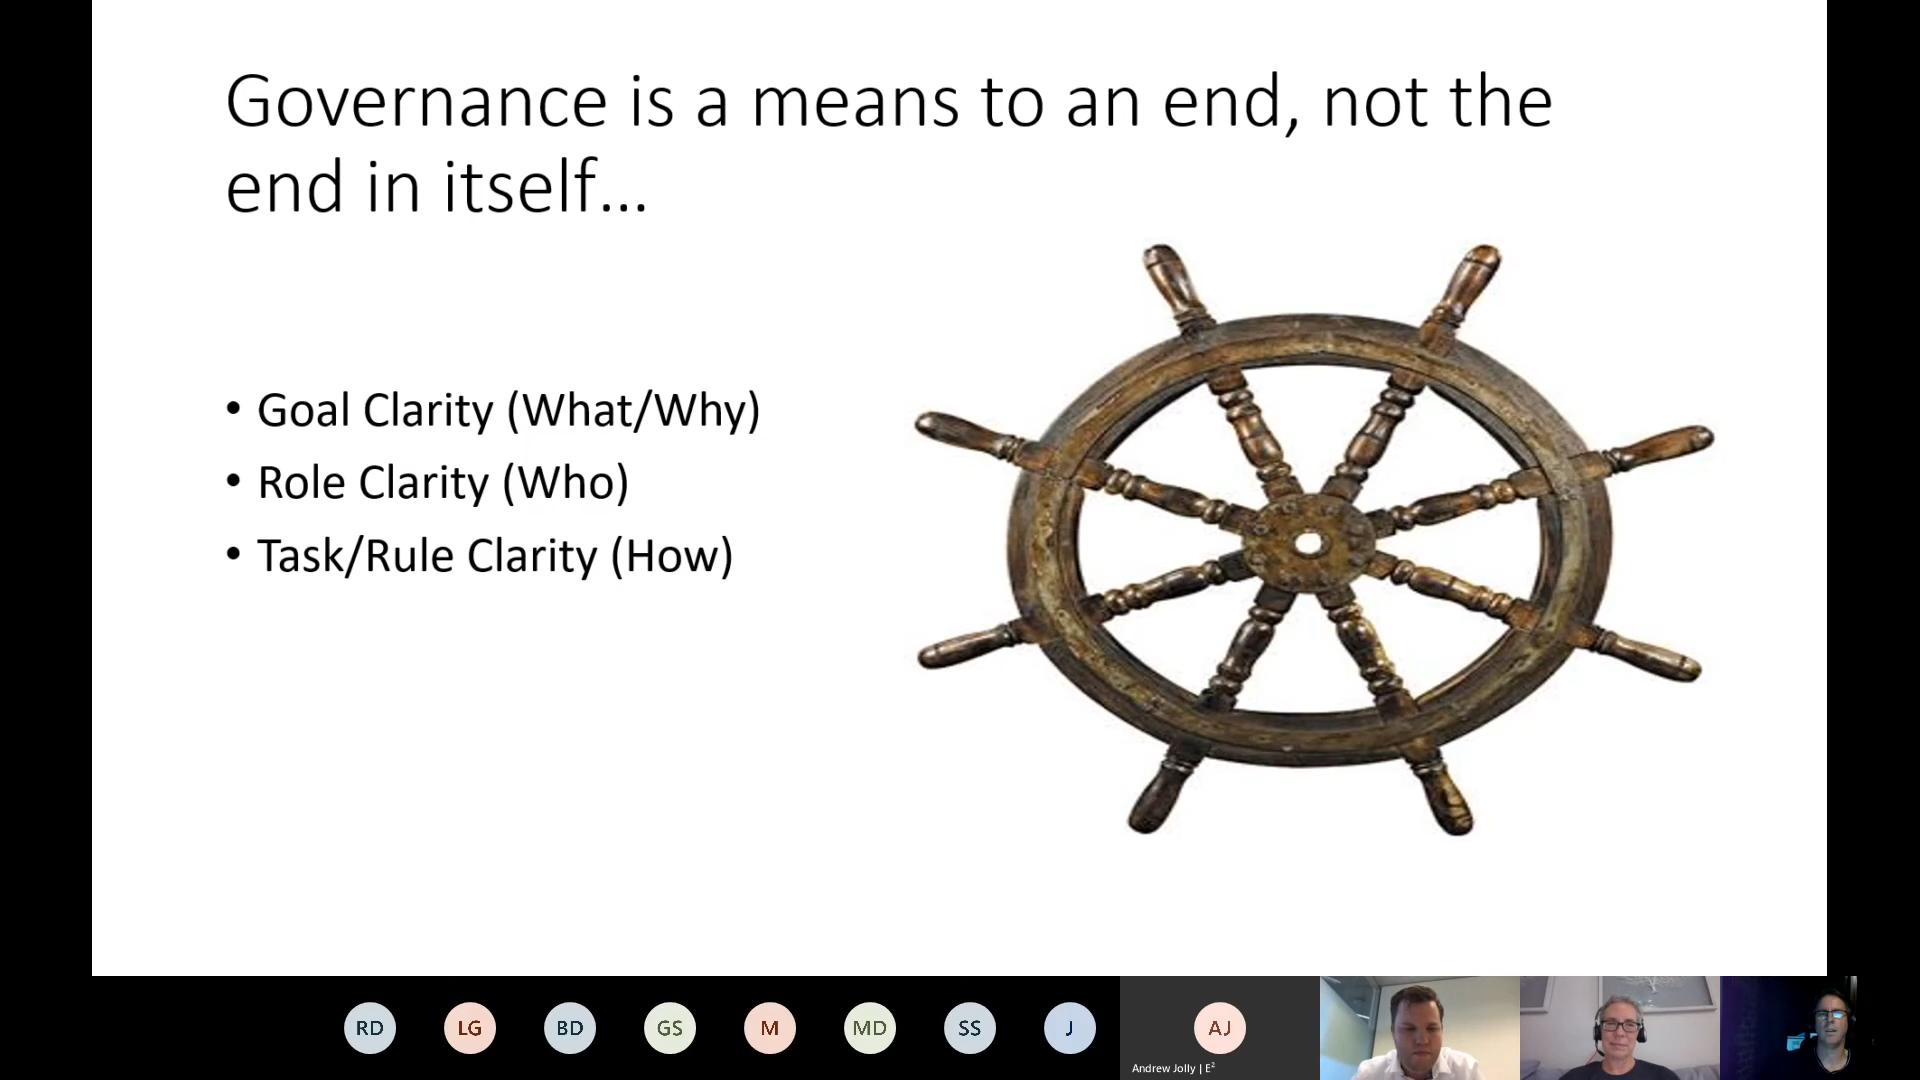 Governance is a means to an end, not the
end in itself...
• Goal Clarity (What/Why)
• Role Clarity (Who)
• Task/Rule Clarity (How)
RD LG BD GS M MD SS J AJ
Andrew Jolly | E²